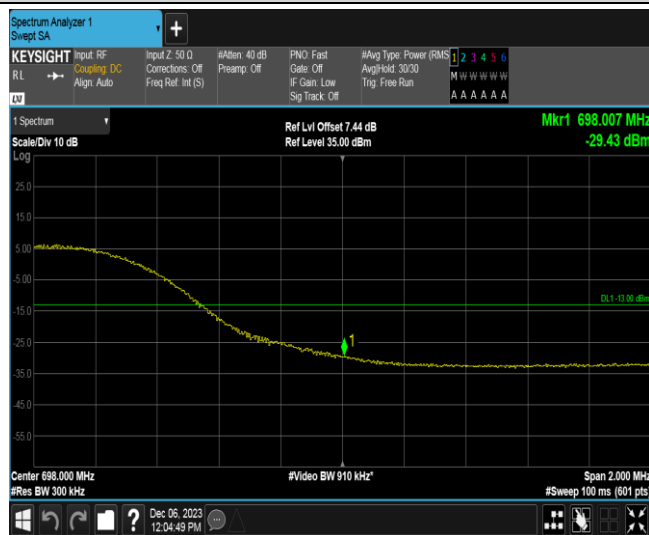 Spectrum Analyzer 1
Swept SA
KEYSIGHT
RL
LXI
Input: RF
Coupling: DC
Align: Auto
Input Z: 50 Ω
Corrections: Off
Freq Ref: Int (S)
#Atten: 40 dB
Preamp: Off
PNO: Fast
Gate: Off
IF Gain: Low
Sig Track: Off
#Avg Type: Power (RMS
Avg|Hold: 30/30
Trig: Free Run
1 2 3 4 5 6
M W W W W W
A A A A A A
1 Spectrum
Scale/Div 10 dB
Ref Lvl Offset 7.44 dB
Ref Level 35.00 dBm
Mkr1 698.007 MHz
-29.43 dBm
Log
25.0
15.0
5.00
-5.00
-15.0
-25.0
-35.0
-45.0
-55.0
DL1 -13.00 dBm
1
Center 698.000 MHz
#Res BW 300 kHz
#Video BW 910 kHz*
Span 2.000 MHz
#Sweep 100 ms (601 pts)
?
Dec 06, 2023
12:04:49 PM